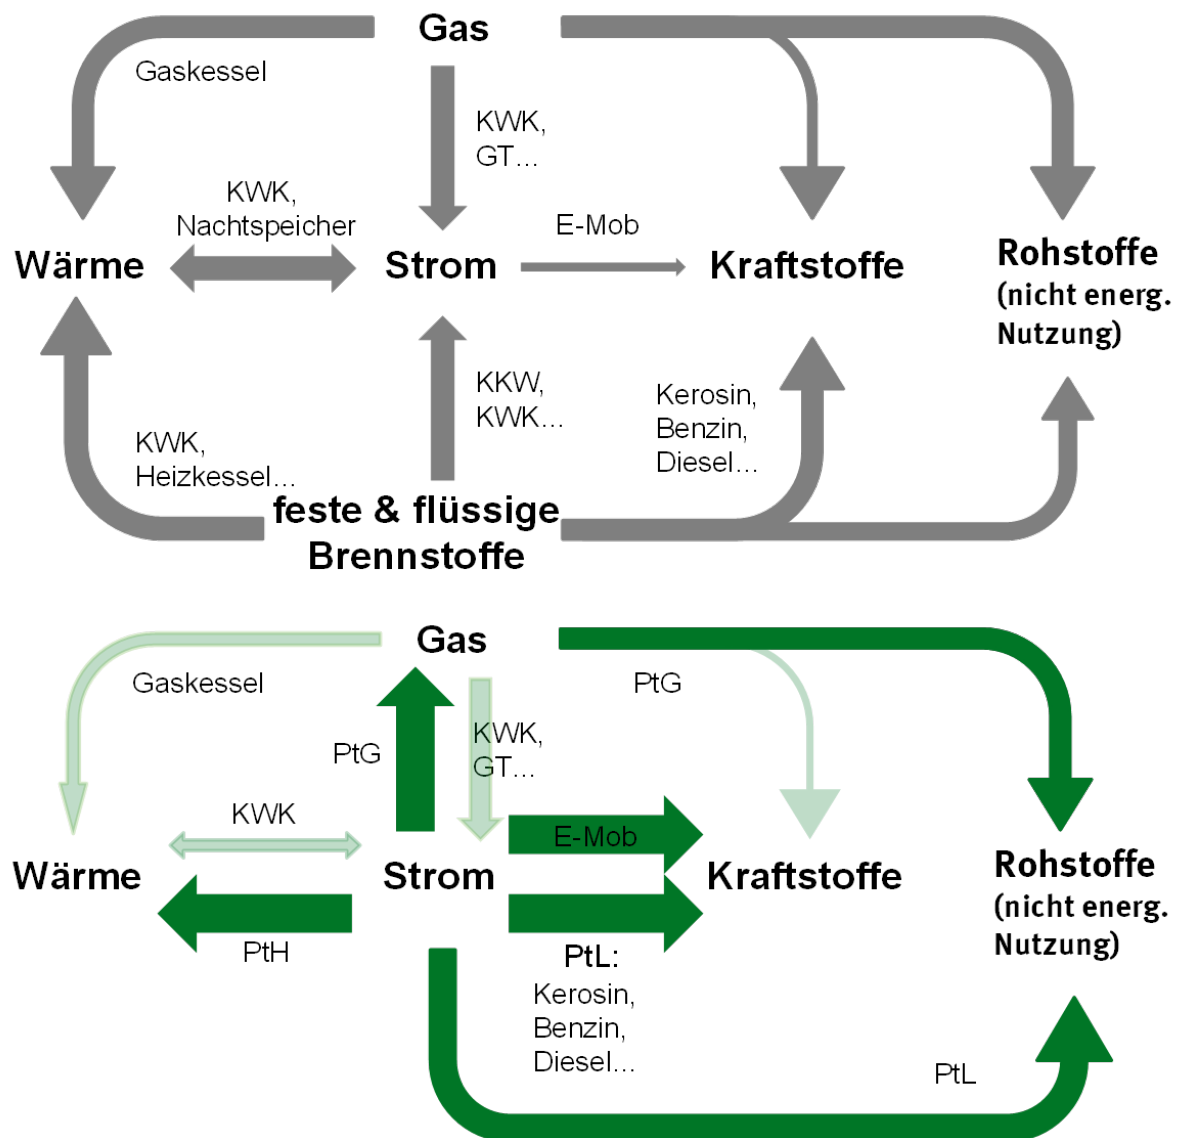 Gas
Gaskessel
KWK,
GT...
KWK,
Nachtspeicher
E-Mob
Wärme
Strom
Kraftstoffe
Rohstoffe
(nicht energ.
Nutzung)
KKW,
KWK...
Kerosin,
Benzin,
Diesel...
KWK,
Heizkessel...
feste & flüssige
Brennstoffe
Gas
Gaskessel
PtG
KWK,
GT...
PtG
KWK
E-Mob
Wärme
Strom
Kraftstoffe
Rohstoffe
(nicht energ.
Nutzung)
PtH
PtL:
Kerosin,
Benzin,
Diesel...
PtL